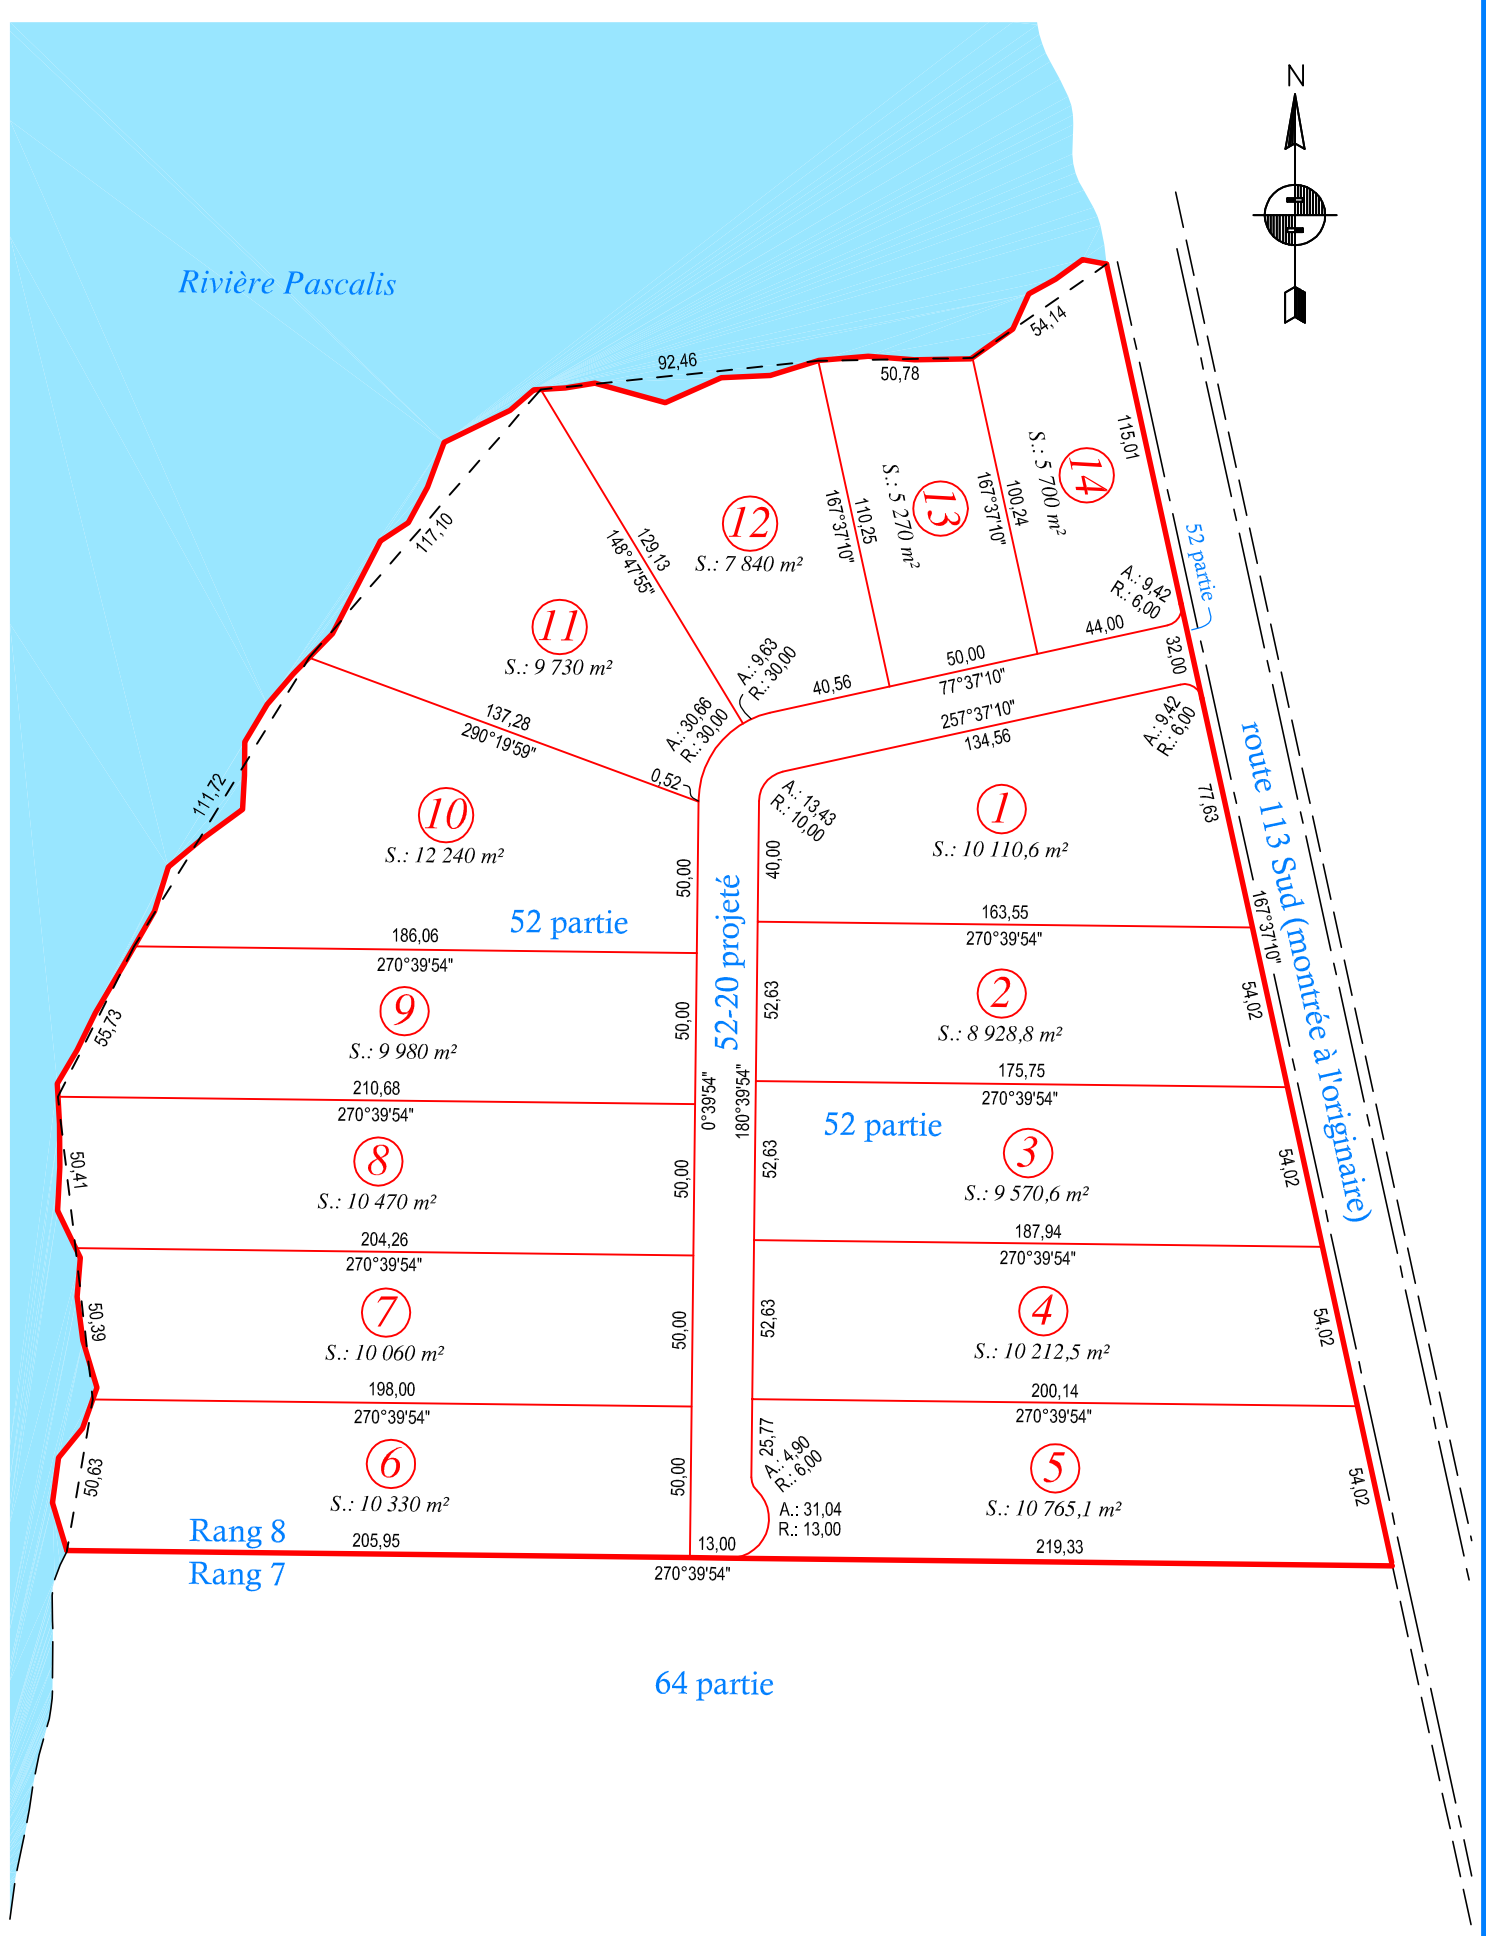 N
Rivière Pascalis
54,14
92,46
50,78
115,01
117,10
14
S.: 5 700 m²
100,24
167°37'10"
13
S.: 5 270 m²
110,25
167°37'10"
12
S.: 7 840 m²
129,13
148°47'55"
52 partie
A.: 9,42
R.: 6,00
44,00
32,00
11
S.: 9 730 m²
A.: 9,63
R.: 30,00
50,00
77°37'10"
40,56
A.: 30,66
R.: 30,00
257°37'10"
134,56
A.: 9,42
R.: 6,00
137,28
290°19'59"
0,52
111,72
A.: 13,43
R.: 10,00
77,63
route 113 Sud (montrée à l'originaire)
10
S.: 12 240 m²
50,00
40,00
1
S.: 10 110,6 m²
52 partie
52-20 projeté
163,55
270°39'54"
167°37'10"
186,06
270°39'54"
9
S.: 9 980 m²
55,73
50,00
52,63
2
S.: 8 928,8 m²
54,02
210,68
270°39'54"
0°39'54"
180°39'54"
175,75
270°39'54"
52 partie
8
S.: 10 470 m²
50,41
50,00
52,63
3
S.: 9 570,6 m²
54,02
204,26
270°39'54"
187,94
270°39'54"
7
S.: 10 060 m²
50,39
50,00
52,63
4
S.: 10 212,5 m²
54,02
198,00
270°39'54"
200,14
270°39'54"
6
S.: 10 330 m²
50,63
50,00
25,77
A.: 4,90
R.: 6,00
5
S.: 10 765,1 m²
54,02
A.: 31,04
R.: 13,00
Rang 8
205,95
13,00
219,33
Rang 7
270°39'54"
64 partie